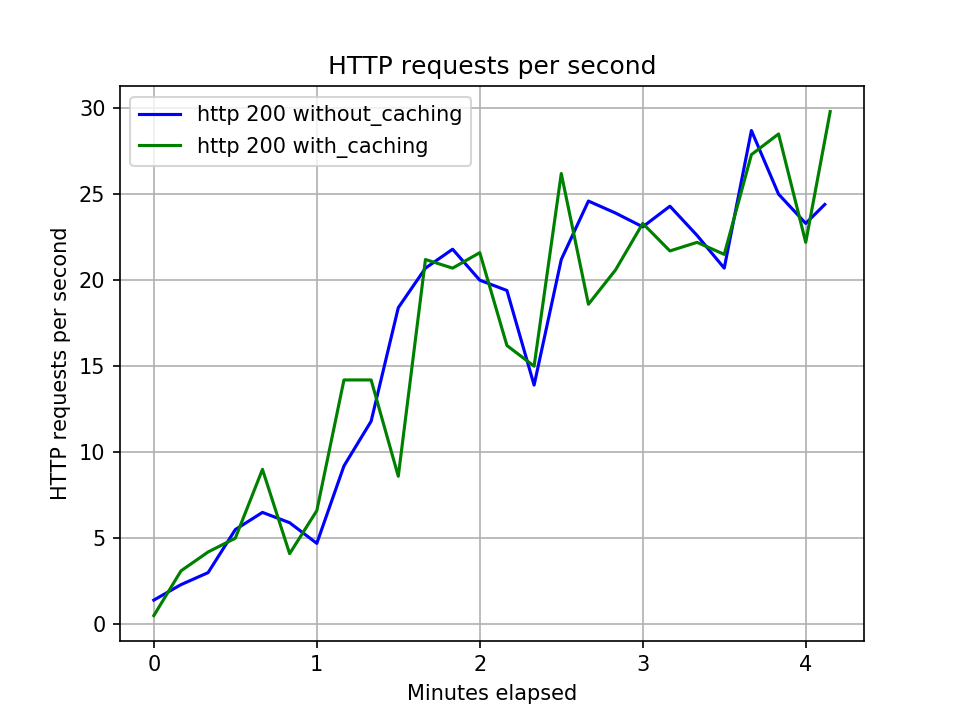 HTTP requests per second
http 200 without_caching
http 200 with_caching
HTTP requests per second
30
25
20
15
10
5
0
0 1 2 3 4
Minutes elapsed